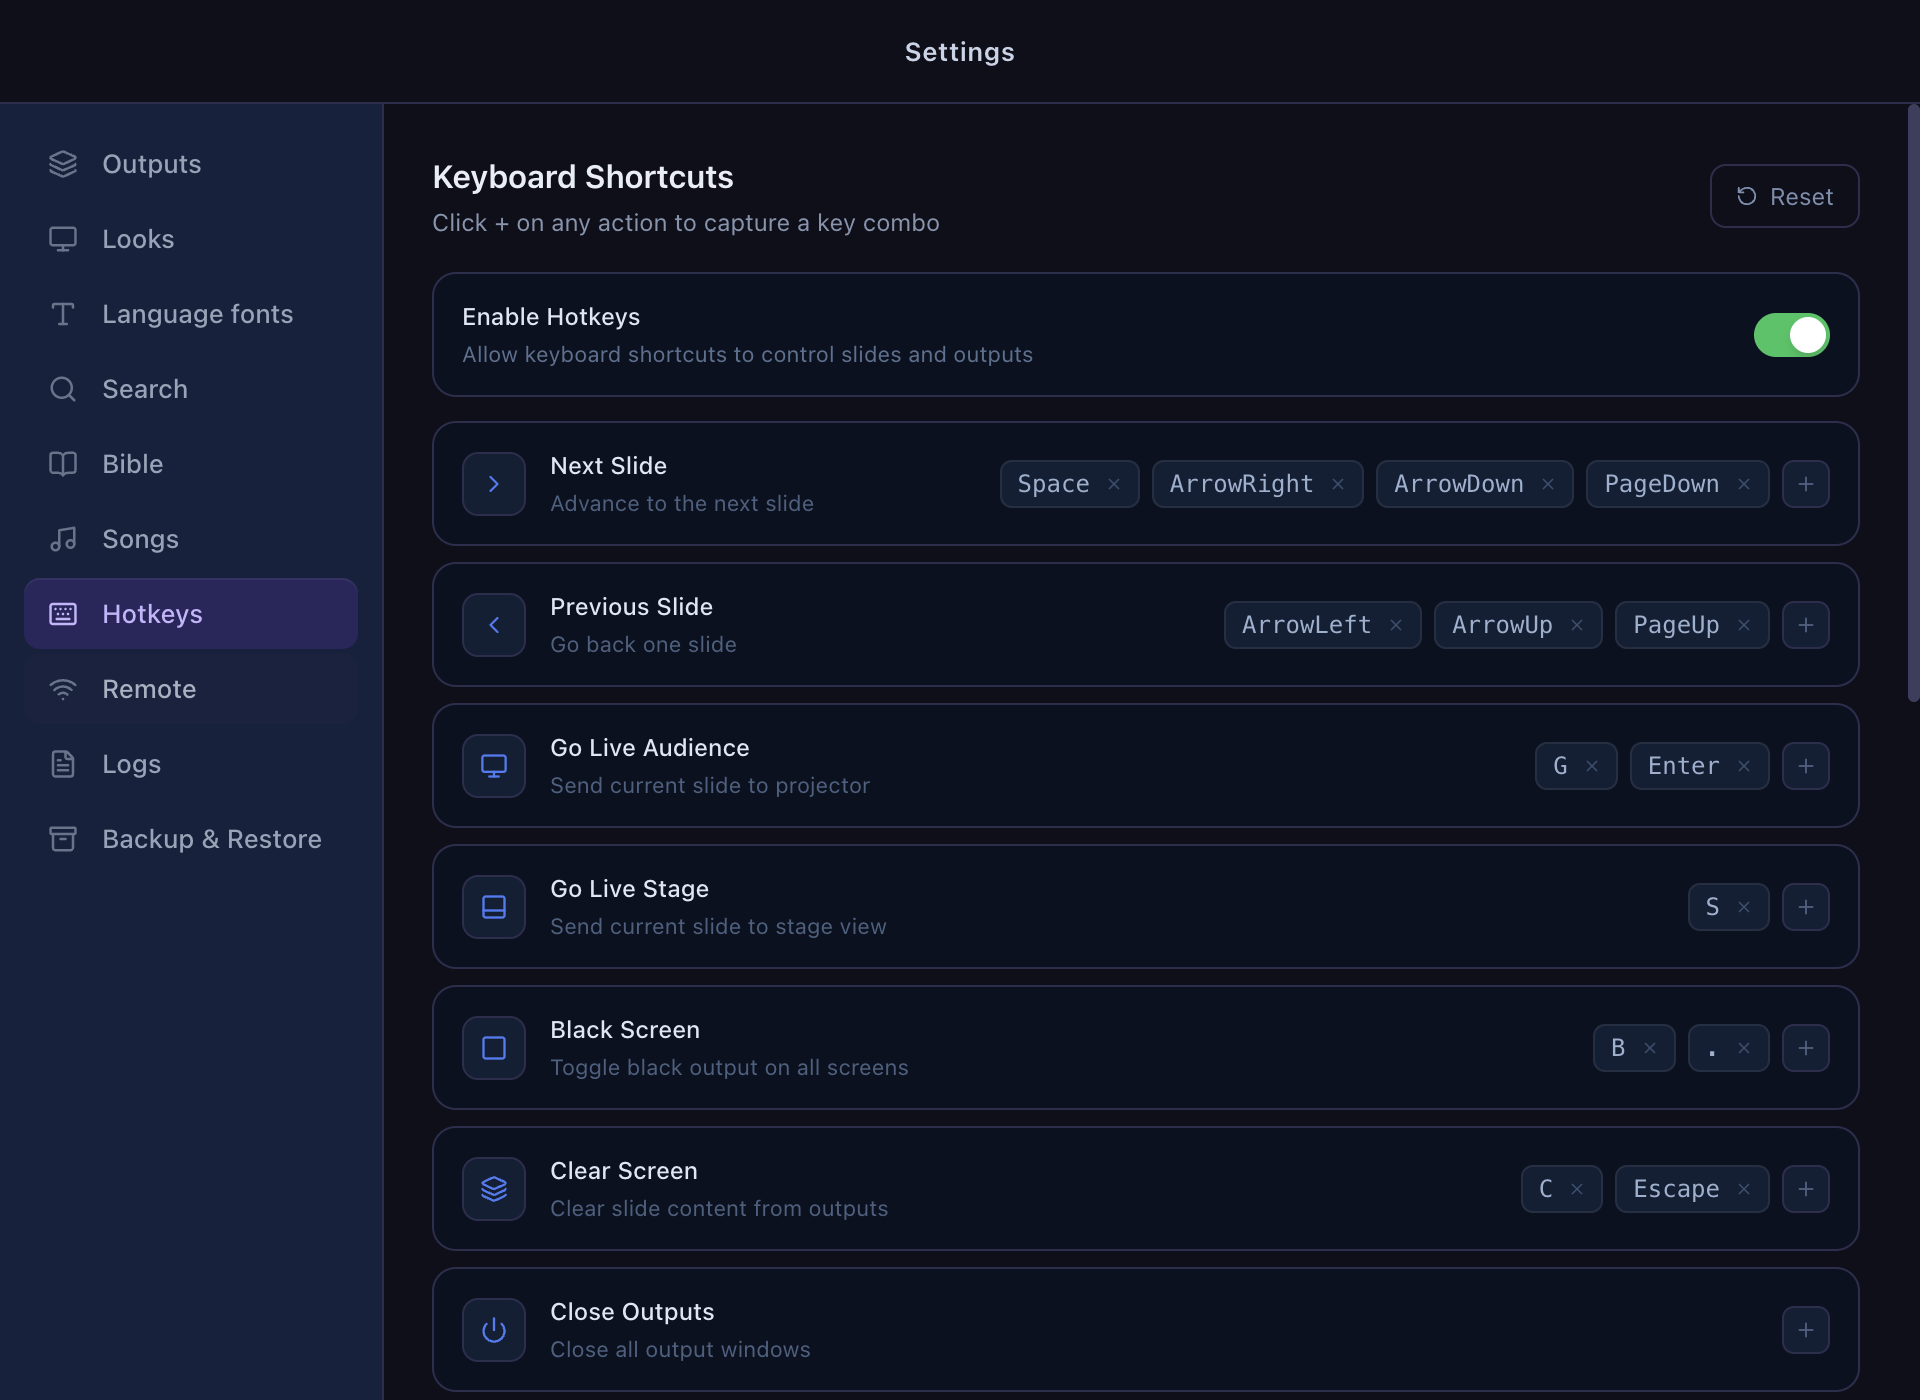 Settings
Outputs
Looks
Language fonts
Search
Bible
Songs
Hotkeys
Remote
Logs
Backup & Restore
Keyboard Shortcuts
Click + on any action to capture a key combo
Reset
Enable Hotkeys
Allow keyboard shortcuts to control slides and outputs
Next Slide
Advance to the next slide
Space × ArrowRight × ArrowDown × PageDown × +
Previous Slide
Go back one slide
ArrowLeft × ArrowUp × PageUp × +
Go Live Audience
Send current slide to projector
G × Enter × +
Go Live Stage
Send current slide to stage view
S × +
Black Screen
Toggle black output on all screens
B × . × +
Clear Screen
Clear slide content from outputs
C × Escape × +
Close Outputs
Close all output windows
+